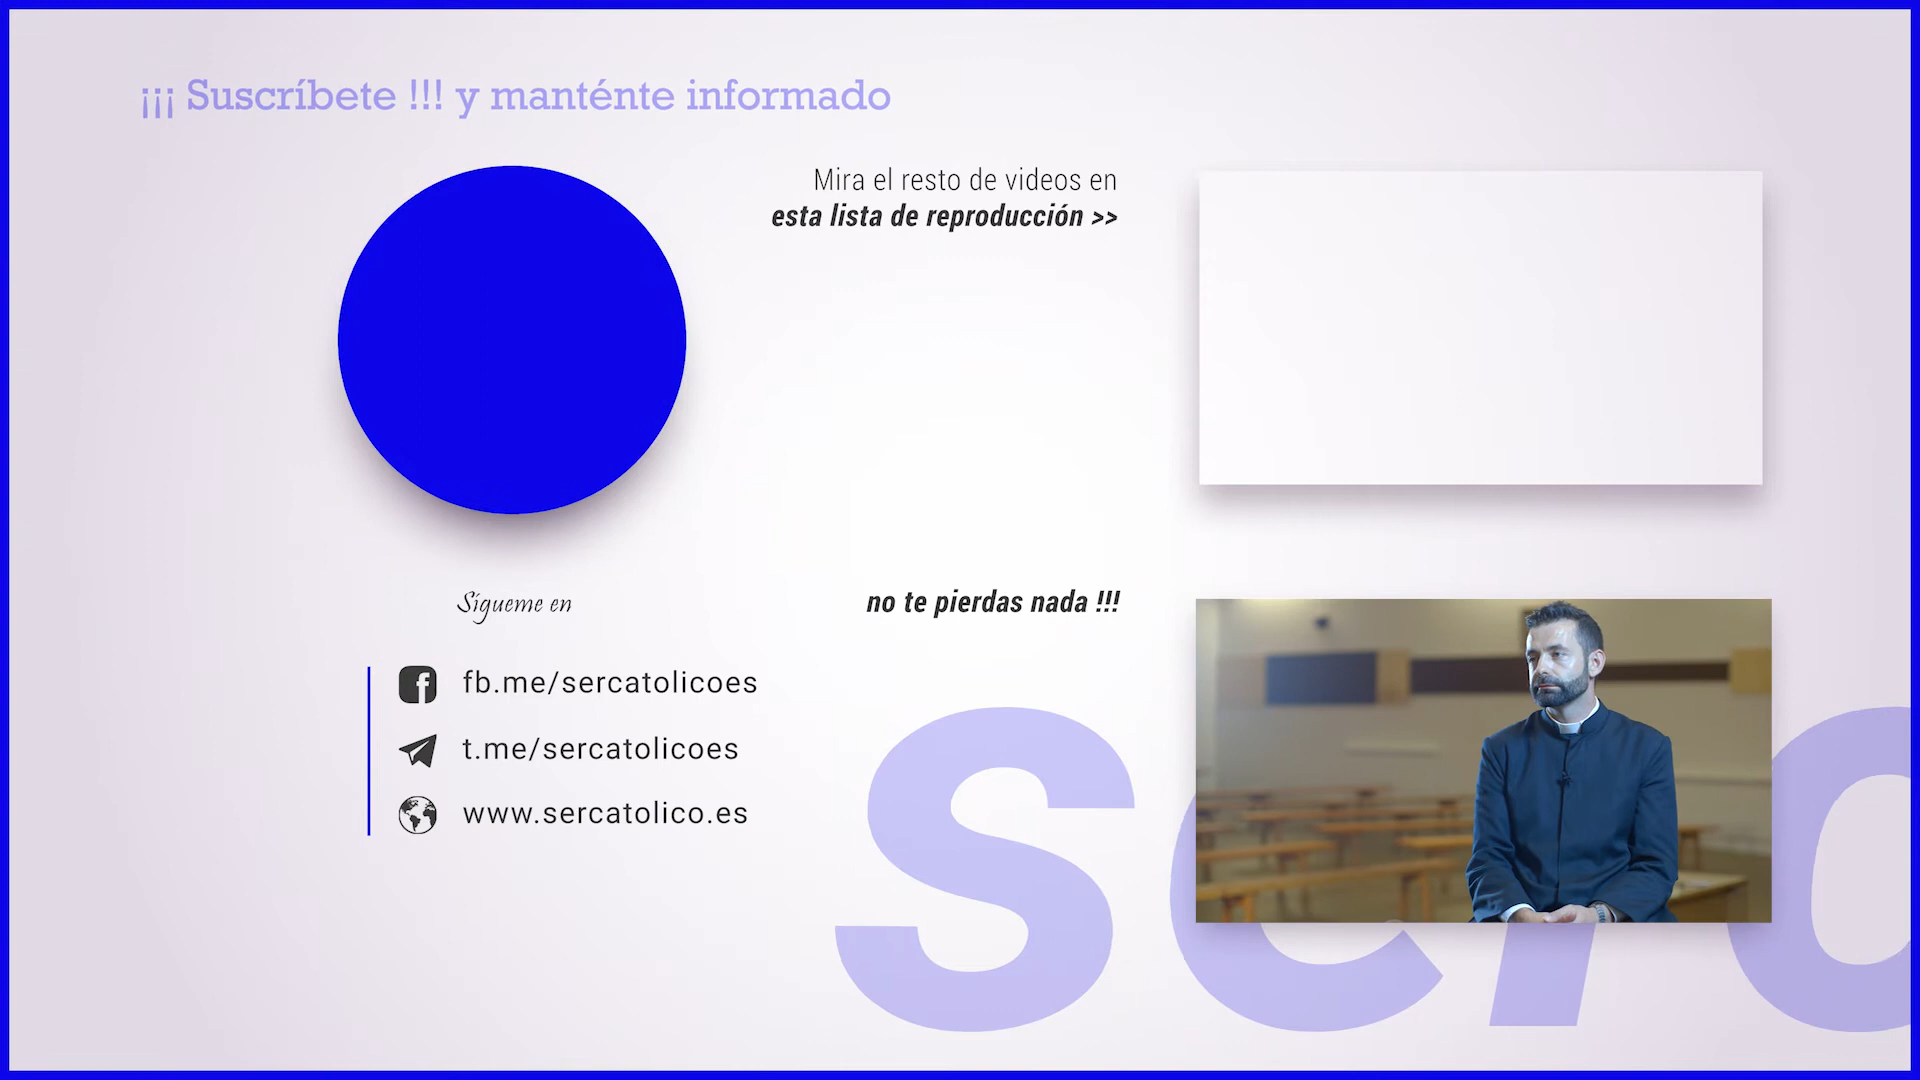 ¡¡¡ Suscríbete !!! y manténte informado
Mira el resto de videos en
esta lista de reproducción >>
Sígueme en
no te pierdas nada !!!
fb.me/sercatolicoes
t.me/sercatolicoes
www.sercatolico.es